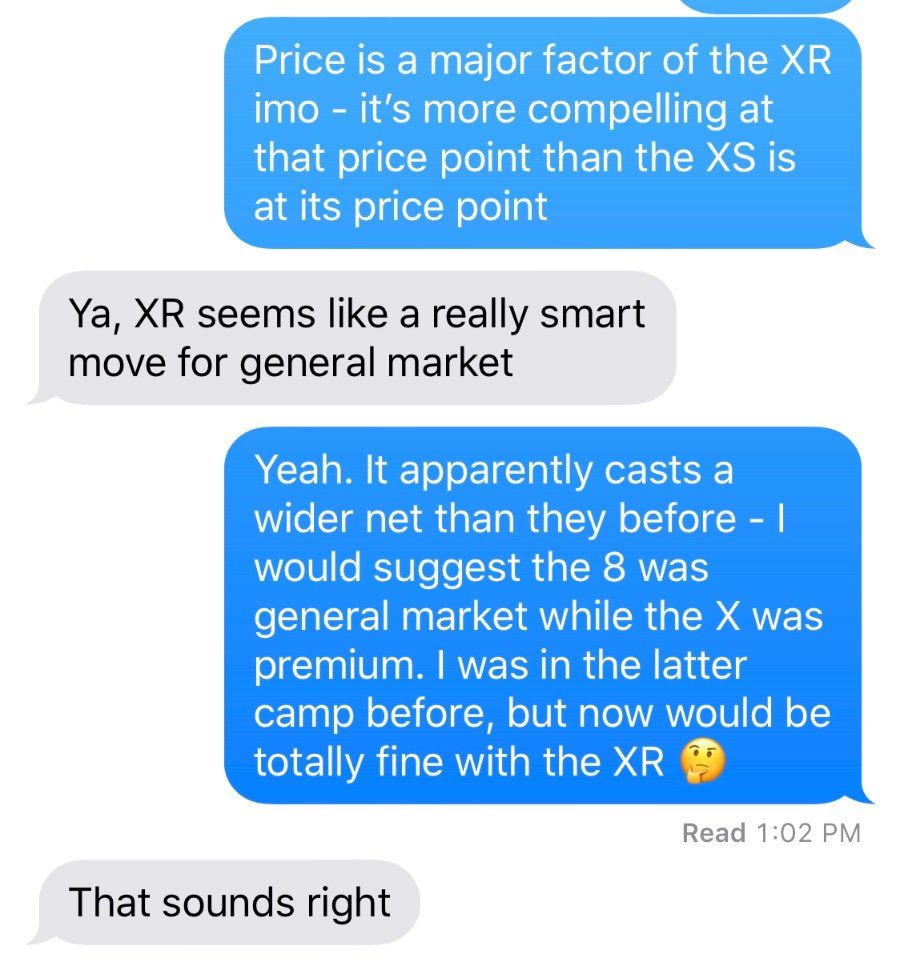 Price is a major factor of the XR
imo - it’s more compelling at
that price point than the XS is
at its price point
Ya, XR seems like a really smart
move for general market
Yeah. It apparently casts a
wider net than they before - I
would suggest the 8 was
general market while the X was
premium. I was in the latter
camp before, but now would be
totally fine with the XR 🤔
Read 1:02 PM
That sounds right